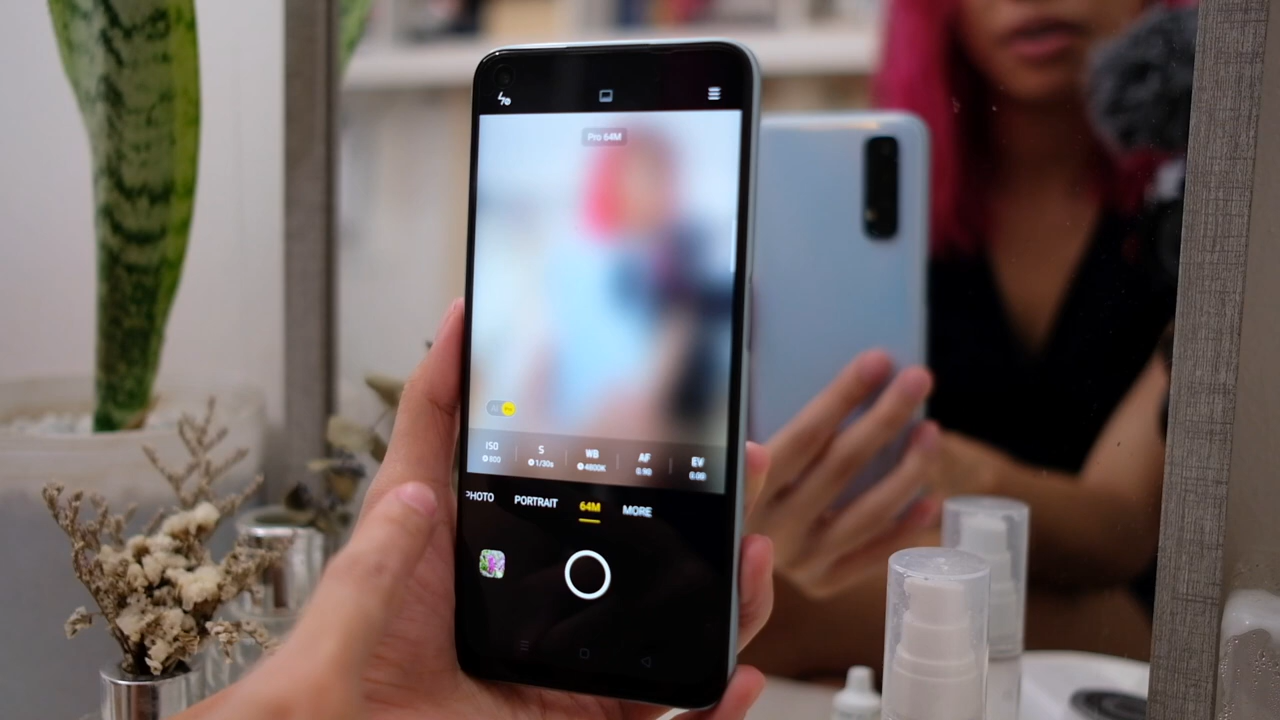 Pro 64M
ISO S WB AF EV
800 1/30s 4800K 0.90 0.00
PHOTO PORTRAIT 64M MORE